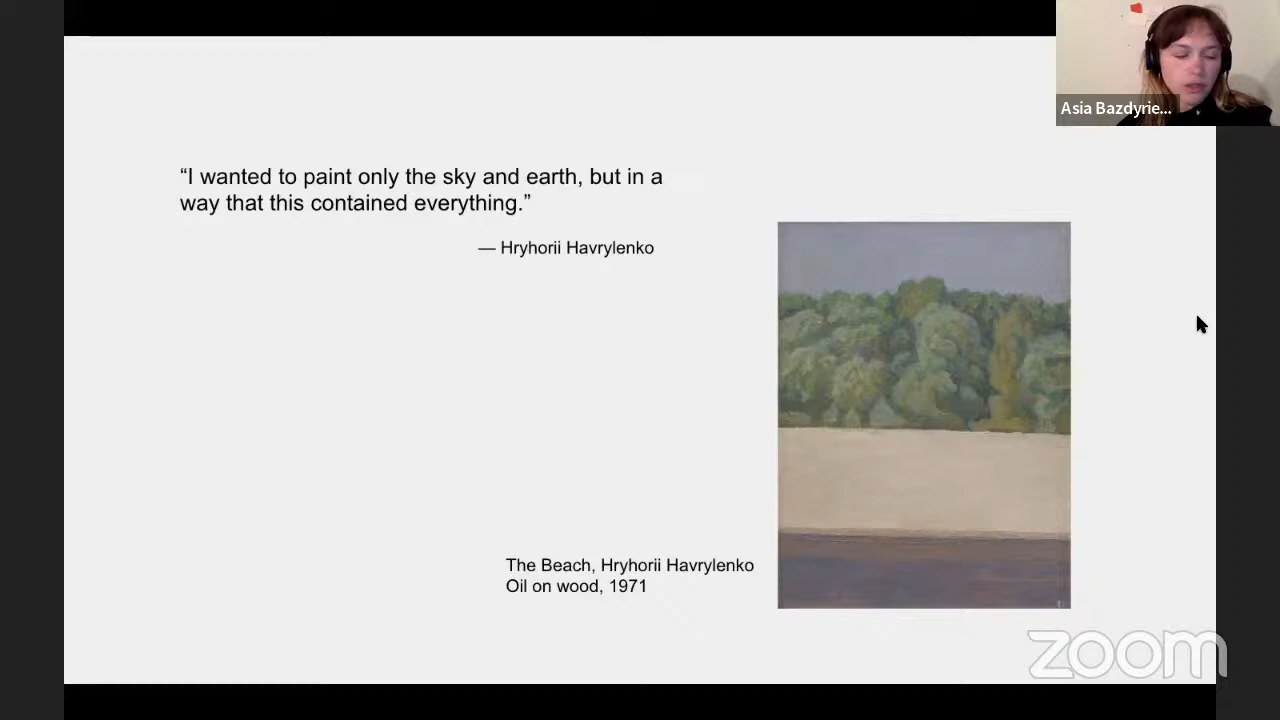 Asia Bazdyrie...
“I wanted to paint only the sky and earth, but in a
way that this contained everything.”
— Hryhorii Havrylenko
The Beach, Hryhorii Havrylenko
Oil on wood, 1971
zoom